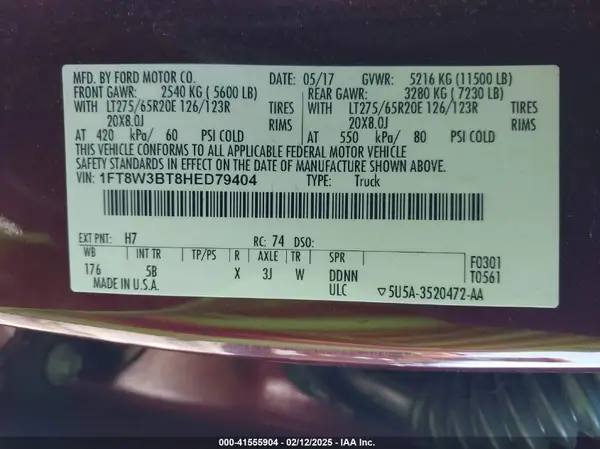 MFD. BY FORD MOTOR CO. DATE: 05/17 GVWR: 5216 KG (11500 LB)
FRONT GAWR: 2540 KG (5600 LB) REAR GAWR: 3280 KG (7230 LB)
WITH LT275/65R20E 126/123R TIRES WITH LT275/65R20E 126/123R TIRES
20X8.0J RIMS 20X8.0J RIMS
AT 420 kPa/ 60 PSI COLD AT 550 kPa/ 80 PSI COLD
THIS VEHICLE CONFORMS TO ALL APPLICABLE FEDERAL MOTOR VEHICLE
SAFETY STANDARDS IN EFFECT ON THE DATE OF MANUFACTURE SHOWN ABOVE.
VIN: 1FT8W3BT8HED79404 TYPE: Truck
EXT PNT: H7 RC: 74 DSO:
WB INT TR TP/PS R AXLE TR SPR F0301
176 5B X 3J W DDNN T0561
MADE IN U.S.A. ULC ▽5U5A-3520472-AA
000-41555904 - 02/12/2025 - IAA Inc.